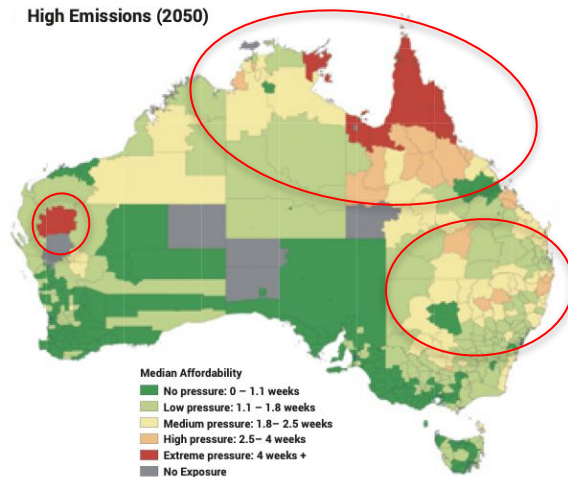 High Emissions (2050)
Median Affordability
No pressure: 0 – 1.1 weeks
Low pressure: 1.1 – 1.8 weeks
Medium pressure: 1.8– 2.5 weeks
High pressure: 2.5– 4 weeks
Extreme pressure: 4 weeks +
No Exposure